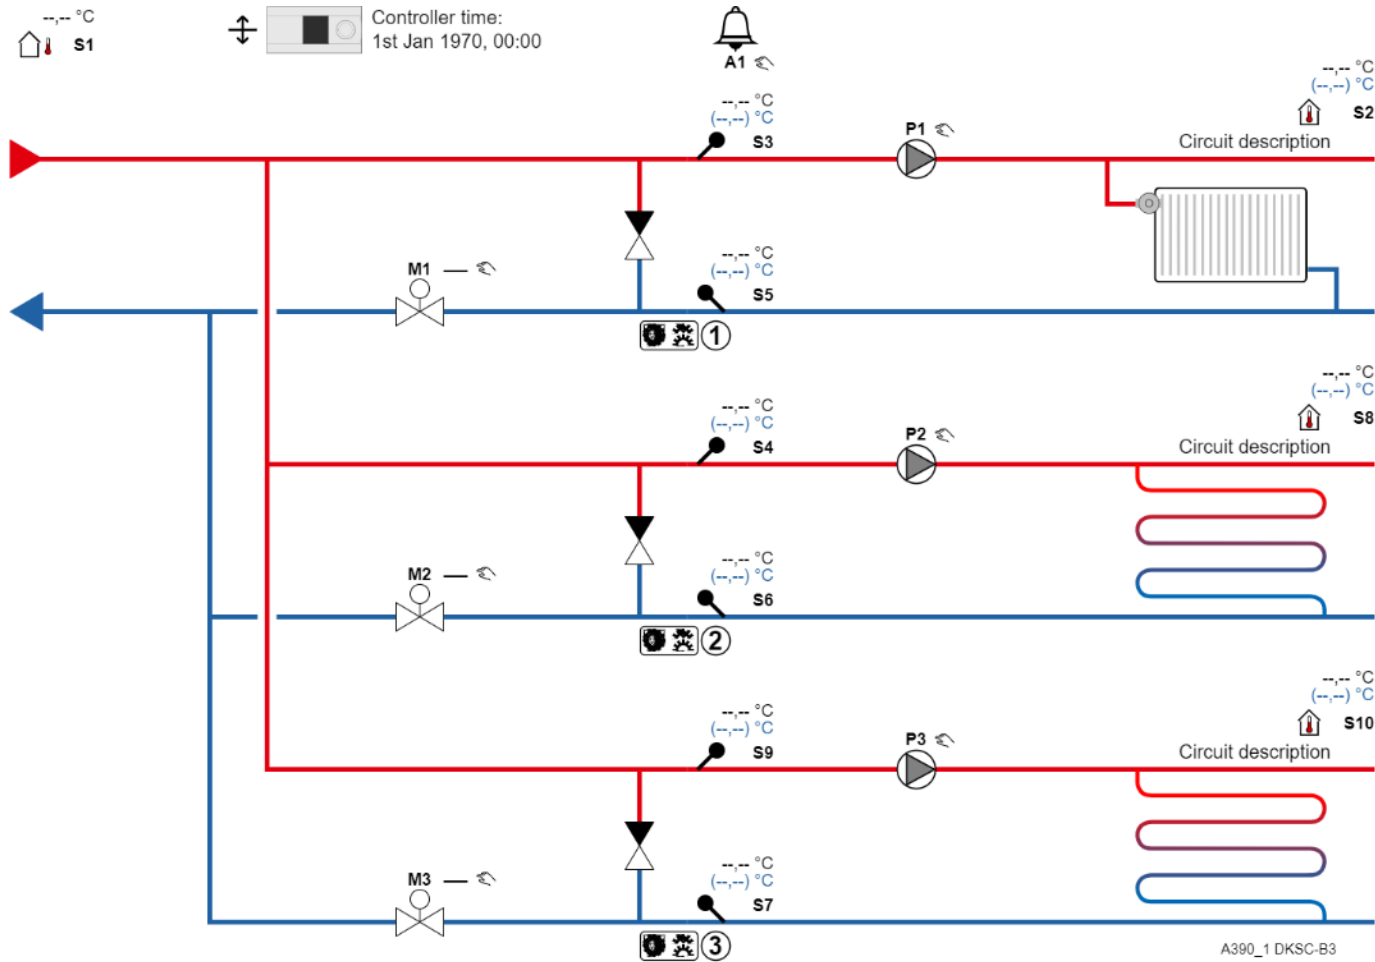 --,-- °C
S1
Controller time:
1st Jan 1970, 00:00
A1
--,-- °C
(--,--) °C
S2
Circuit description
--,-- °C
(--,--) °C
S3
P1
M1
--,-- °C
(--,--) °C
S5
1
--,-- °C
(--,--) °C
S8
Circuit description
--,-- °C
(--,--) °C
S4
P2
M2
--,-- °C
(--,--) °C
S6
2
--,-- °C
(--,--) °C
S10
Circuit description
--,-- °C
(--,--) °C
S9
P3
M3
--,-- °C
(--,--) °C
S7
3
A390_1 DKSC-B3